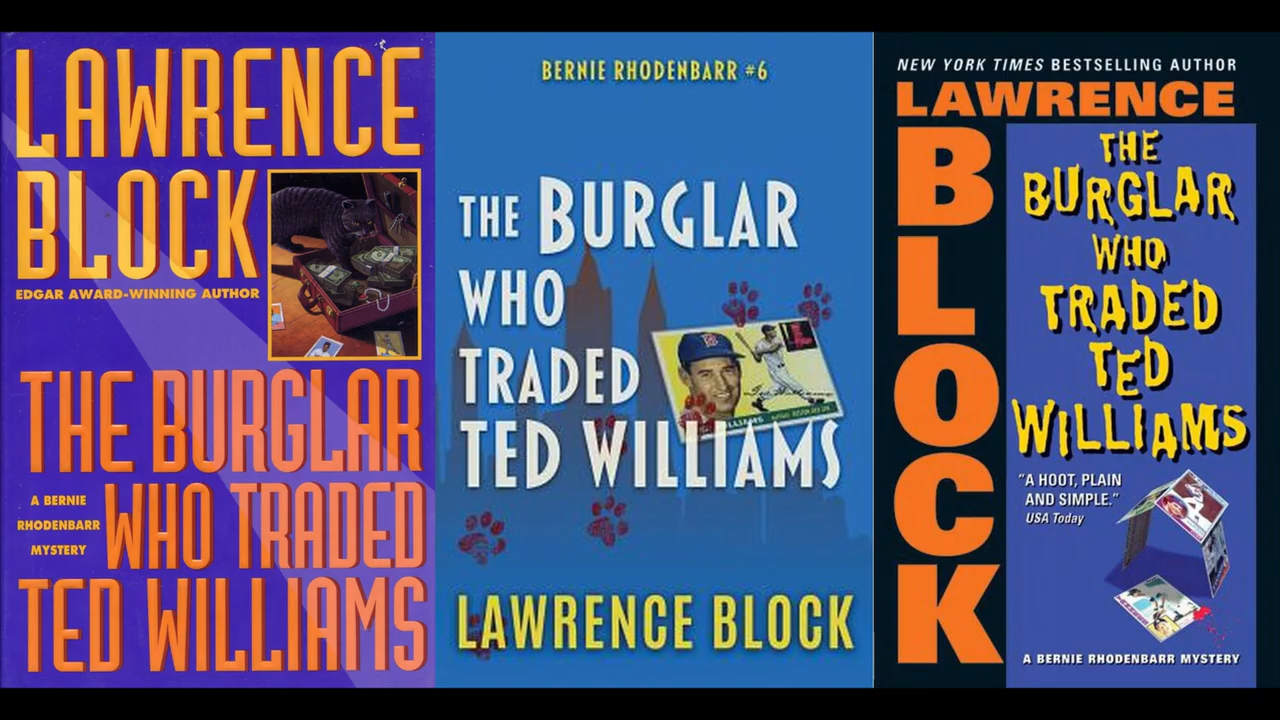 LAWRENCE
BLOCK
EDGAR AWARD-WINNING AUTHOR
THE BURGLAR
A BERNIE
RHODENBARR
MYSTERY
WHO TRADED
TED WILLIAMS
BERNIE RHODENBARR #6
THE BURGLAR
WHO
TRADED
TED WILLIAMS
LAWRENCE BLOCK
NEW YORK TIMES BESTSELLING AUTHOR
LAWRENCE
BLOCK
THE
BURGLAR
WHO
TRADED
TED
WILLIAMS
"A HOOT, PLAIN
AND SIMPLE."
USA Today
A BERNIE RHODENBARR MYSTERY